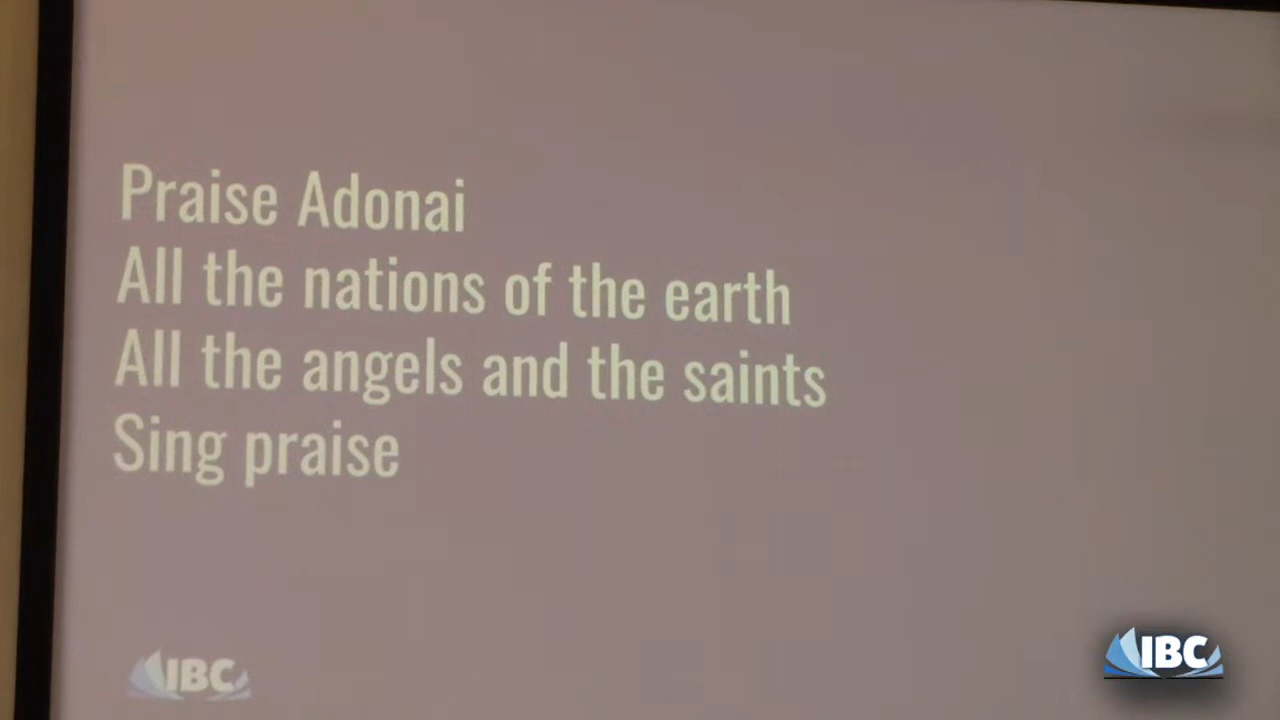 Praise Adonai
All the nations of the earth
All the angels and the saints
Sing praise
IBC
IBC